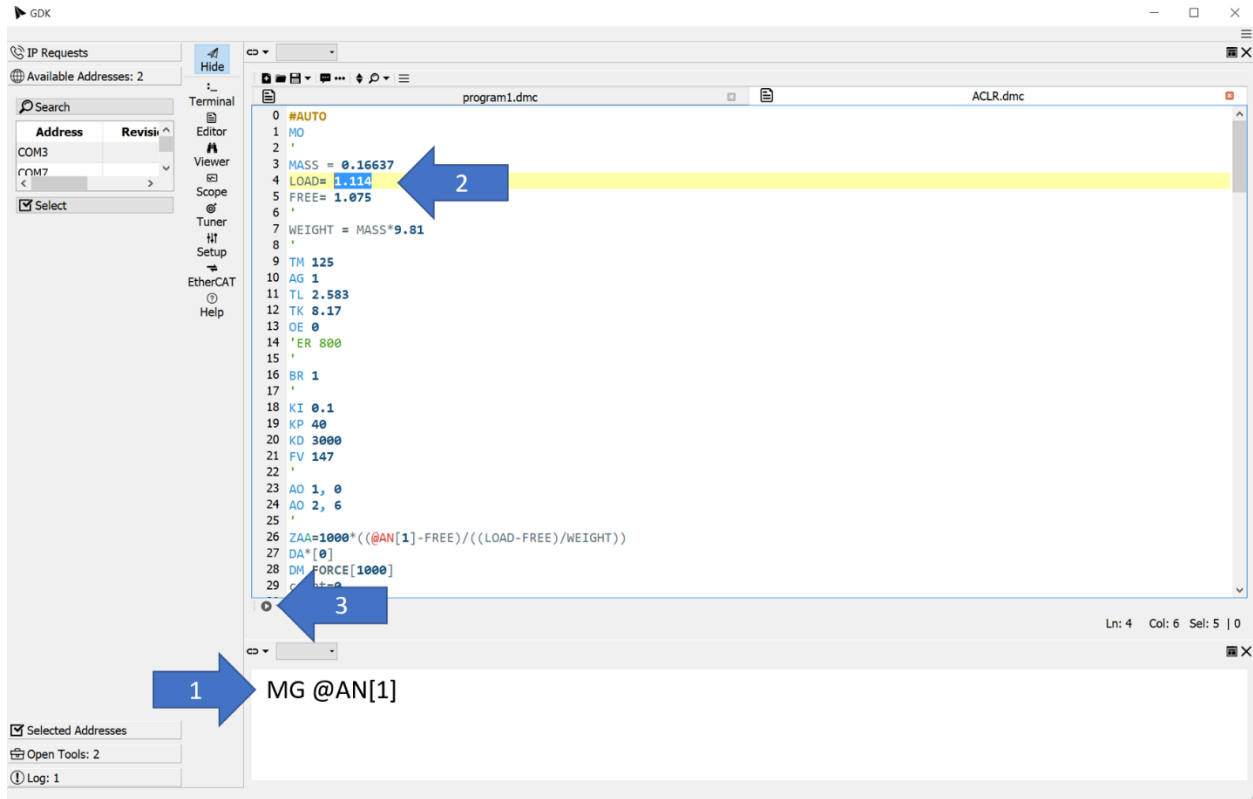 GDK
IP Requests
Available Addresses: 2
Search
Address Revisi
COM3
COM7
Select
Selected Addresses
Open Tools: 2
Log: 1
Hide
Terminal
Editor
Viewer
Scope
Tuner
Setup
EtherCAT
Help
program1.dmc ACLR.dmc
0 #AUTO
1 MO
2 '
3 MASS = 0.16637
4 LOAD= 1.114
5 FREE= 1.075
6 '
7 WEIGHT = MASS*9.81
8 '
9 TM 125
10 AG 1
11 TL 2.583
12 TK 8.17
13 OE 0
14 'ER 800
15 '
16 BR 1
17 '
18 KI 0.1
19 KP 40
20 KD 3000
21 FV 147
22 '
23 AO 1, 0
24 AO 2, 6
25 '
26 ZAA=1000*((@AN[1]-FREE)/((LOAD-FREE)/WEIGHT))
27 DA*[0]
28 DM FORCE[1000]
29
2
3
Ln: 4 Col: 6 Sel: 5 | 0
1
MG @AN[1]